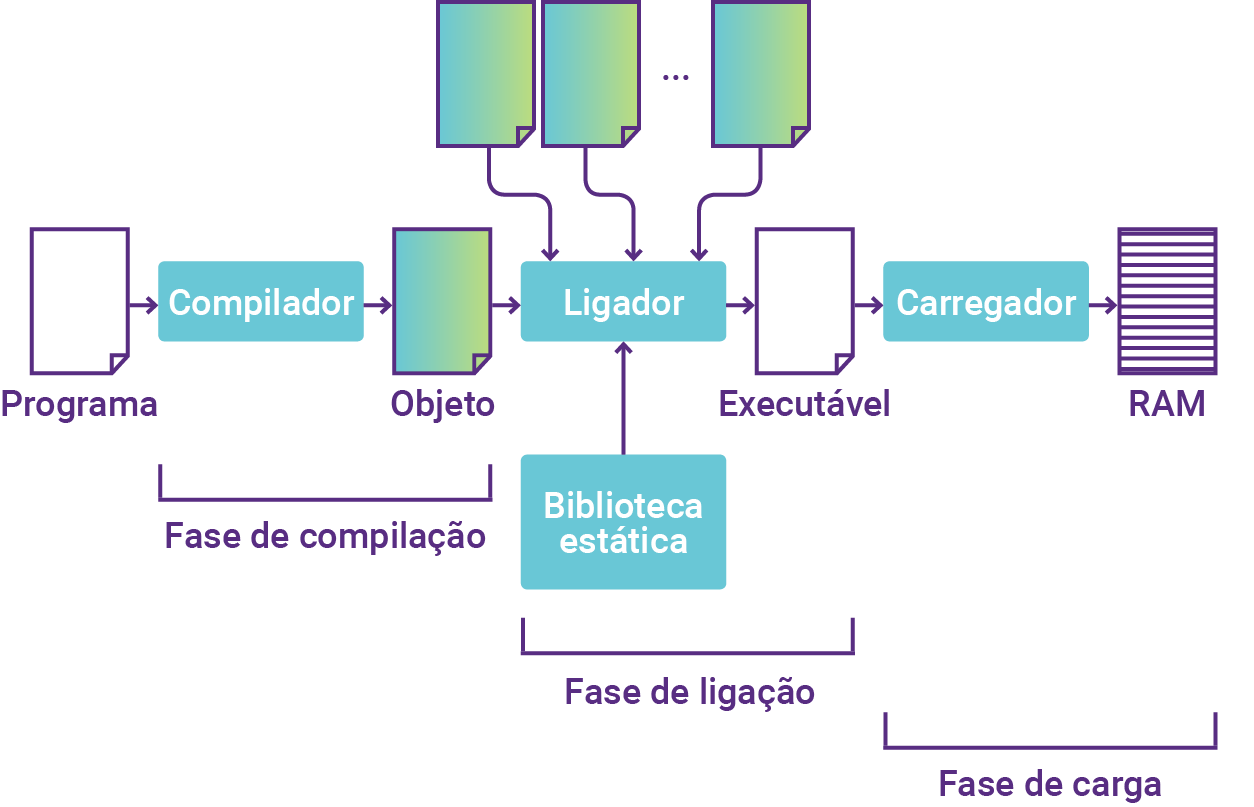 ...
Compilador
Ligador
Carregador
Programa
Objeto
Executável
RAM
Biblioteca
estática
Fase de compilação
Fase de ligação
Fase de carga